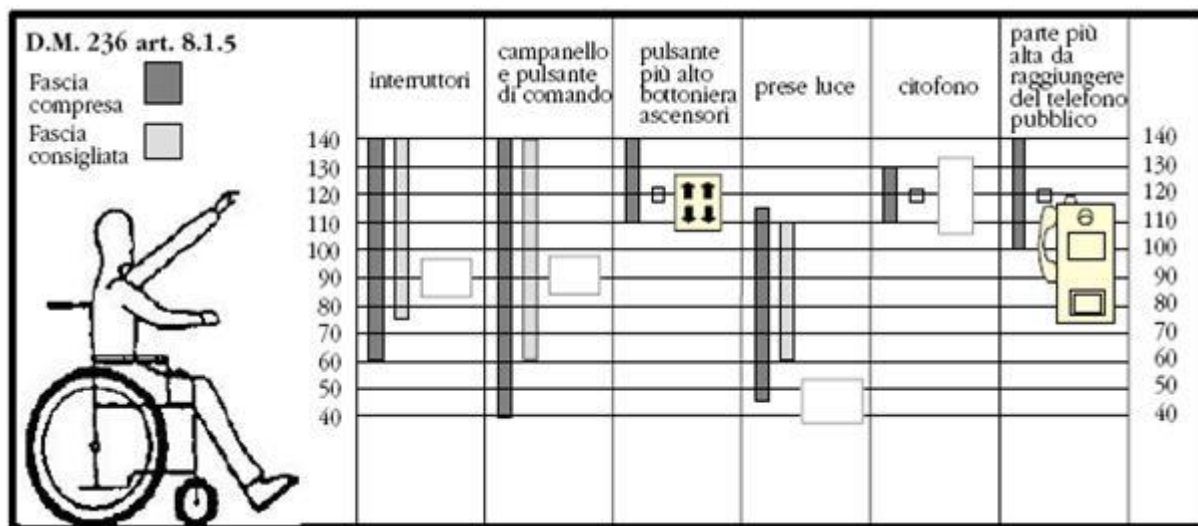 D.M. 236 art. 8.1.5
Fascia
compresa
Fascia
consigliata
interruttori
campanello
e pulsante
di comando
pulsante
più alto
bottoniera
ascensori
prese luce
citofono
parte più
alta da
raggiungere
del telefono
pubblico
140
130
120
110
100
90
80
70
60
50
40
140
130
120
110
100
90
80
70
60
50
40